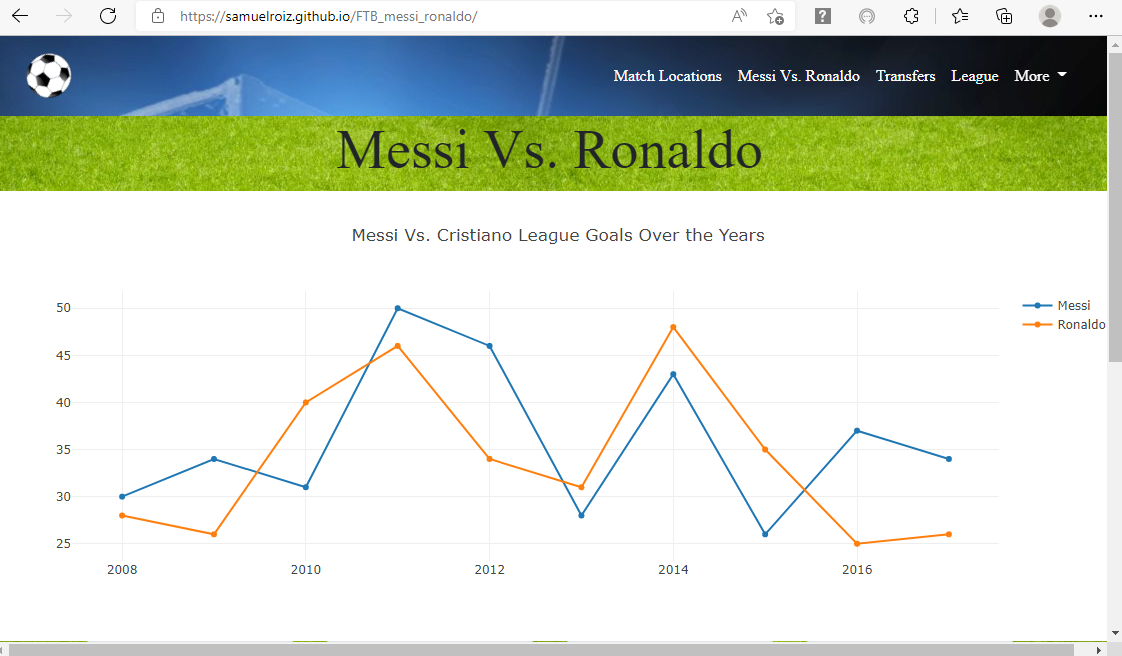 https://samuelroiz.github.io/FTB_messi_ronaldo/
Match Locations Messi Vs. Ronaldo Transfers League More
Messi Vs. Ronaldo
Messi Vs. Cristiano League Goals Over the Years
50
45
40
35
30
25
2008 2010 2012 2014 2016
Messi
Ronaldo